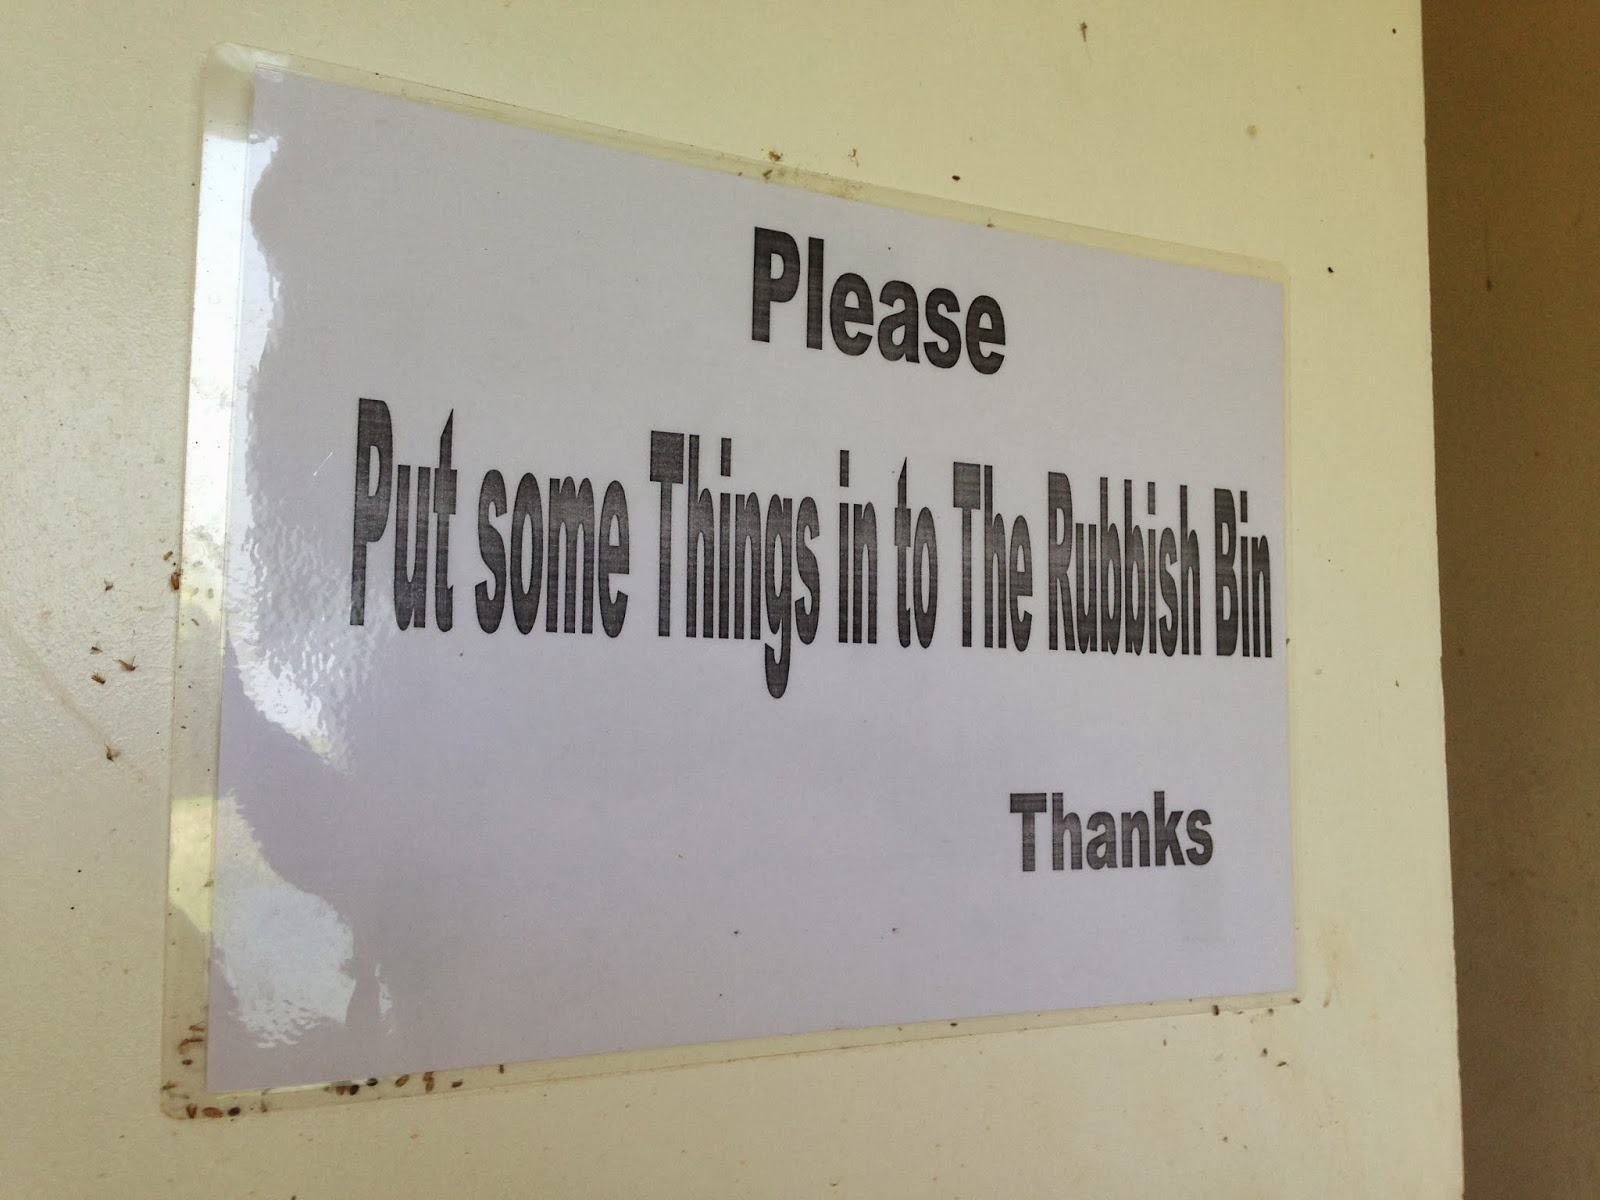 Please
Put some Things in to The Rubbish Bin
Thanks